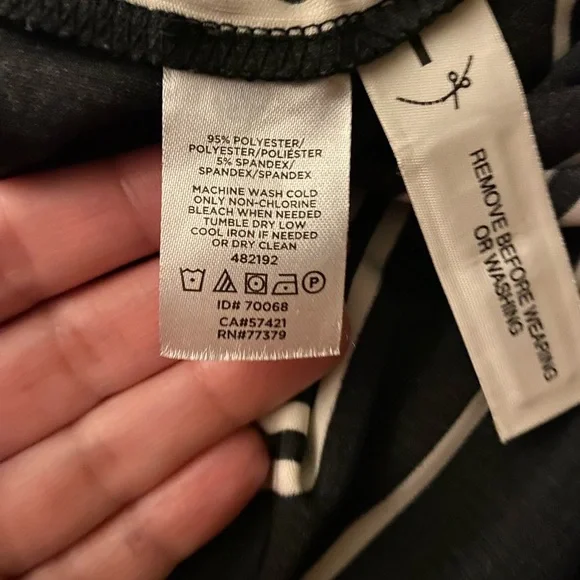 95% POLYESTER/
POLYESTER/POLIÉSTER
5% SPANDEX/
SPANDEX/SPANDEX
MACHINE WASH COLD
ONLY NON-CHLORINE
BLEACH WHEN NEEDED
TUMBLE DRY LOW
COOL IRON IF NEEDED
OR DRY CLEAN
482192
P
ID# 70068
CA#57421
RN#77379
REMOVE BEFORE WEARING
OR WASHING